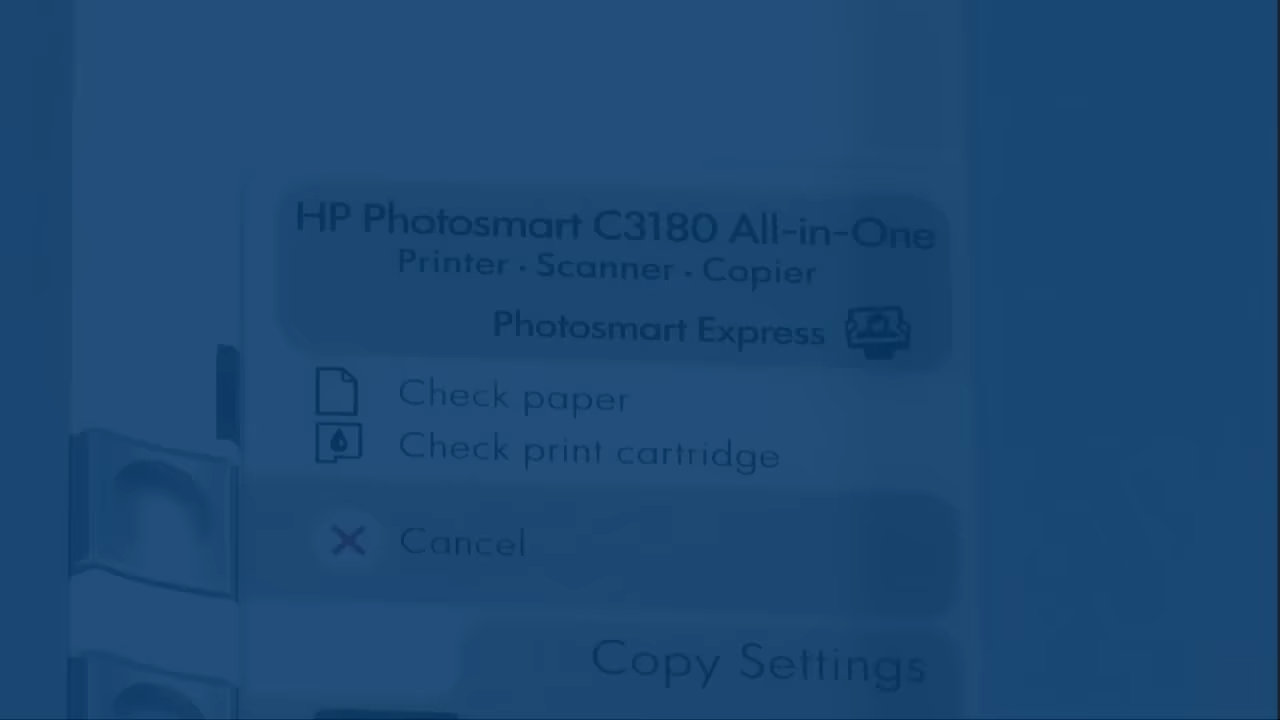 HP Photosmart C3180 All-in-One
Printer · Scanner · Copier
Photosmart Express
Check paper
Check print cartridge
Cancel
Copy Settings